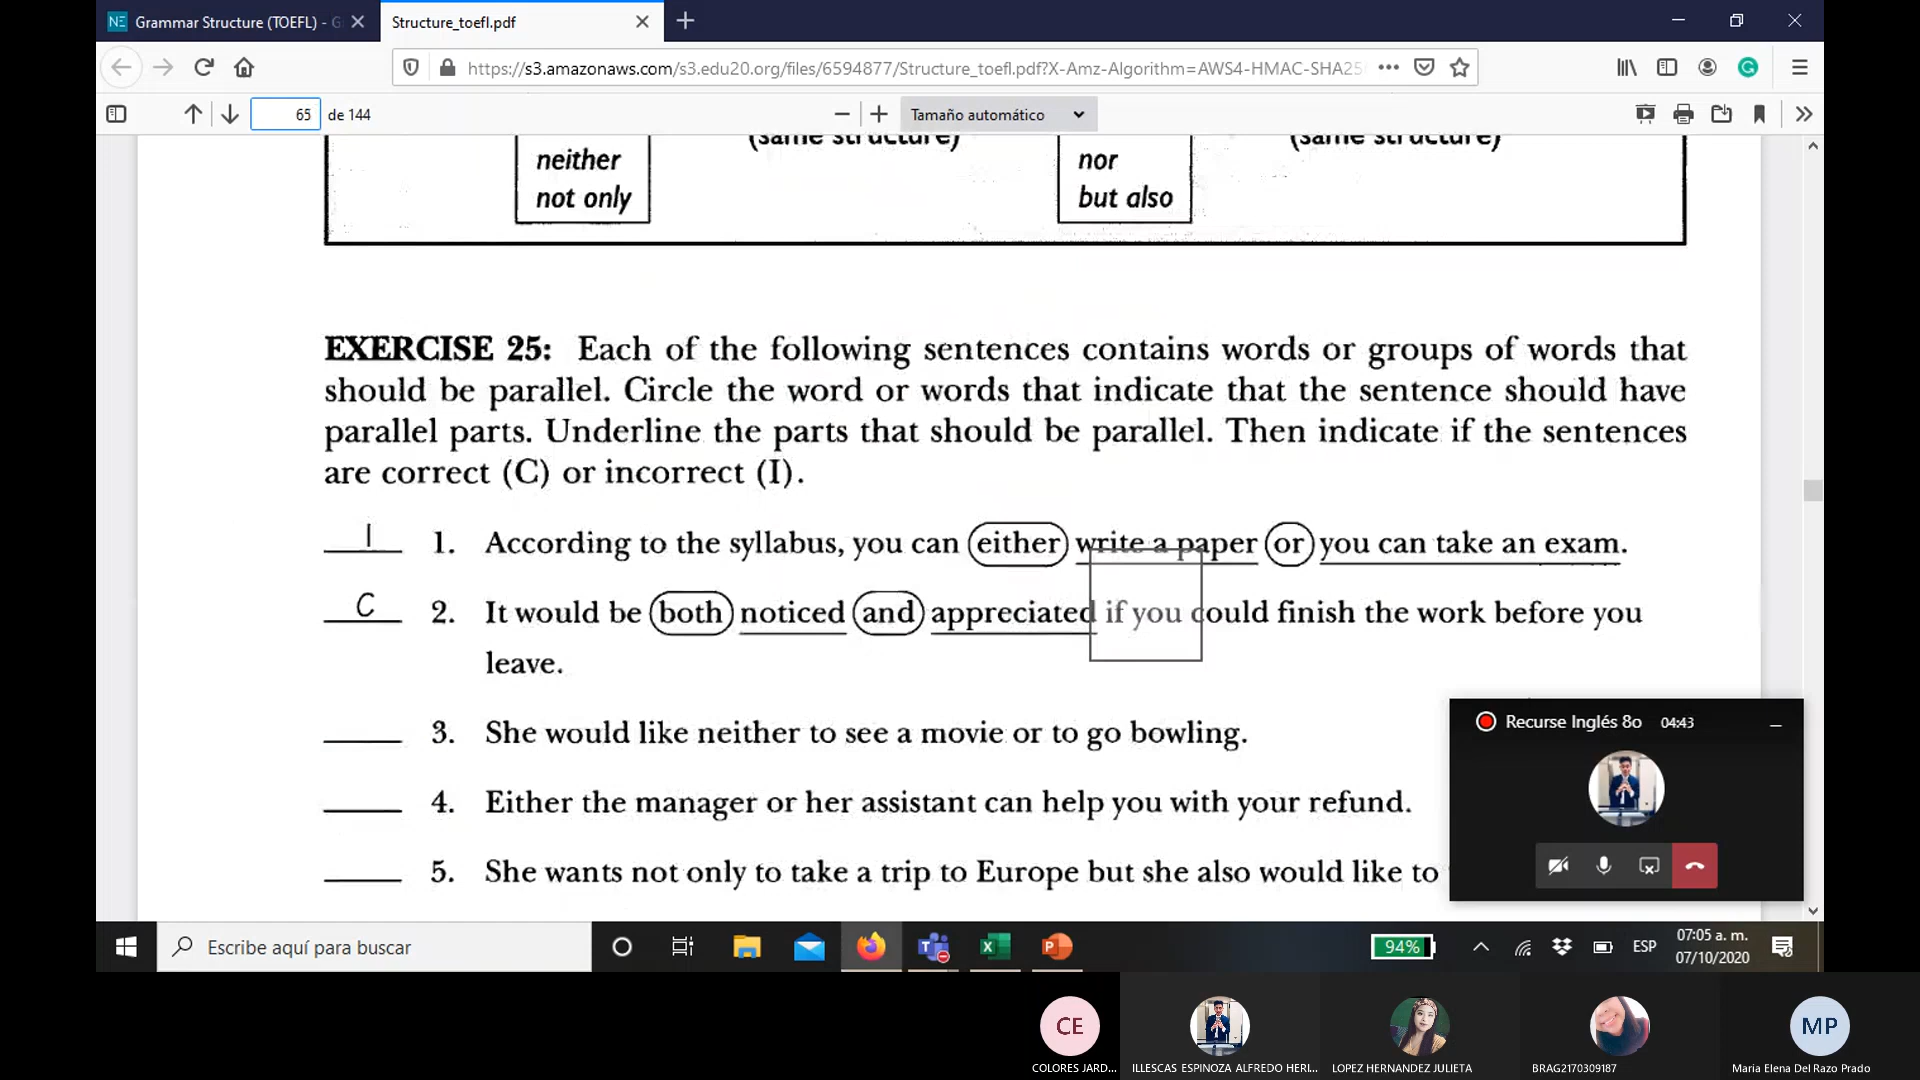 Grammar Structure (TOEFL) - G
Structure_toefl.pdf
https://s3.amazonaws.com/s3.edu20.org/files/6594877/Structure_toefl.pdf?X-Amz-Algorithm=AWS4-HMAC-SHA25
65 de 144
Tamaño automático
(same structure) (same structure)
neither nor
not only but also
EXERCISE 25: Each of the following sentences contains words or groups of words that
should be parallel. Circle the word or words that indicate that the sentence should have
parallel parts. Underline the parts that should be parallel. Then indicate if the sentences
are correct (C) or incorrect (I).
I 1. According to the syllabus, you can either write a paper or you can take an exam.
C 2. It would be both noticed and appreciated if you could finish the work before you
leave.
3. She would like neither to see a movie or to go bowling.
4. Either the manager or her assistant can help you with your refund.
5. She wants not only to take a trip to Europe but she also would like to
Recurse Inglés 8o 04:43
Escribe aquí para buscar
94%
ESP
07:05 a. m.
07/10/2020
CE
MP
COLORES JARD...
ILLESCAS ESPINOZA ALFREDO HERI...
LOPEZ HERNANDEZ JULIETA
BRAG2170309187
Maria Elena Del Razo Prado